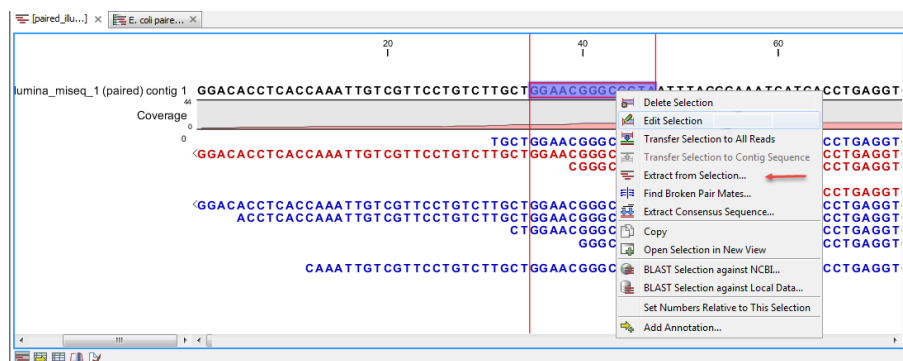 [paired_illu...] E. coli paire...
20 40 60
lumina_miseq_1 (paired) contig 1 GGACACCTCACCAAATTGTCGTTCCTGTCTTGCTGGAACGGGCCCTAATTTACGCAAATCATGACCTGAGGT
44
Coverage
0
0
TGCTGGAACGGGC CCTGAGGT
GGACACCTCACCAAATTGTCGTTCCTGTCTTGCTGGAACGGGC CCTGAGGT
CGGGC CCTGAGGT
CCTGAGGT
GGACACCTCACCAAATTGTCGTTCCTGTCTTGCTGGAACGGGC CCTGAGGT
ACCTCACCAAATTGTCGTTCCTGTCTTGCTGGAACGGGC CCTGAGGT
CTGGAACGGGC CCTGAGGT
GGGC CCTGAGGT
CAAATTGTCGTTCCTGTCTTGCTGGAACGGGC CCTGAGGT
Delete Selection
Edit Selection
Transfer Selection to All Reads
Transfer Selection to Contig Sequence
Extract from Selection...
Find Broken Pair Mates...
Extract Consensus Sequence...
Copy
Open Selection in New View
BLAST Selection against NCBI...
BLAST Selection against Local Data...
Set Numbers Relative to This Selection
Add Annotation...